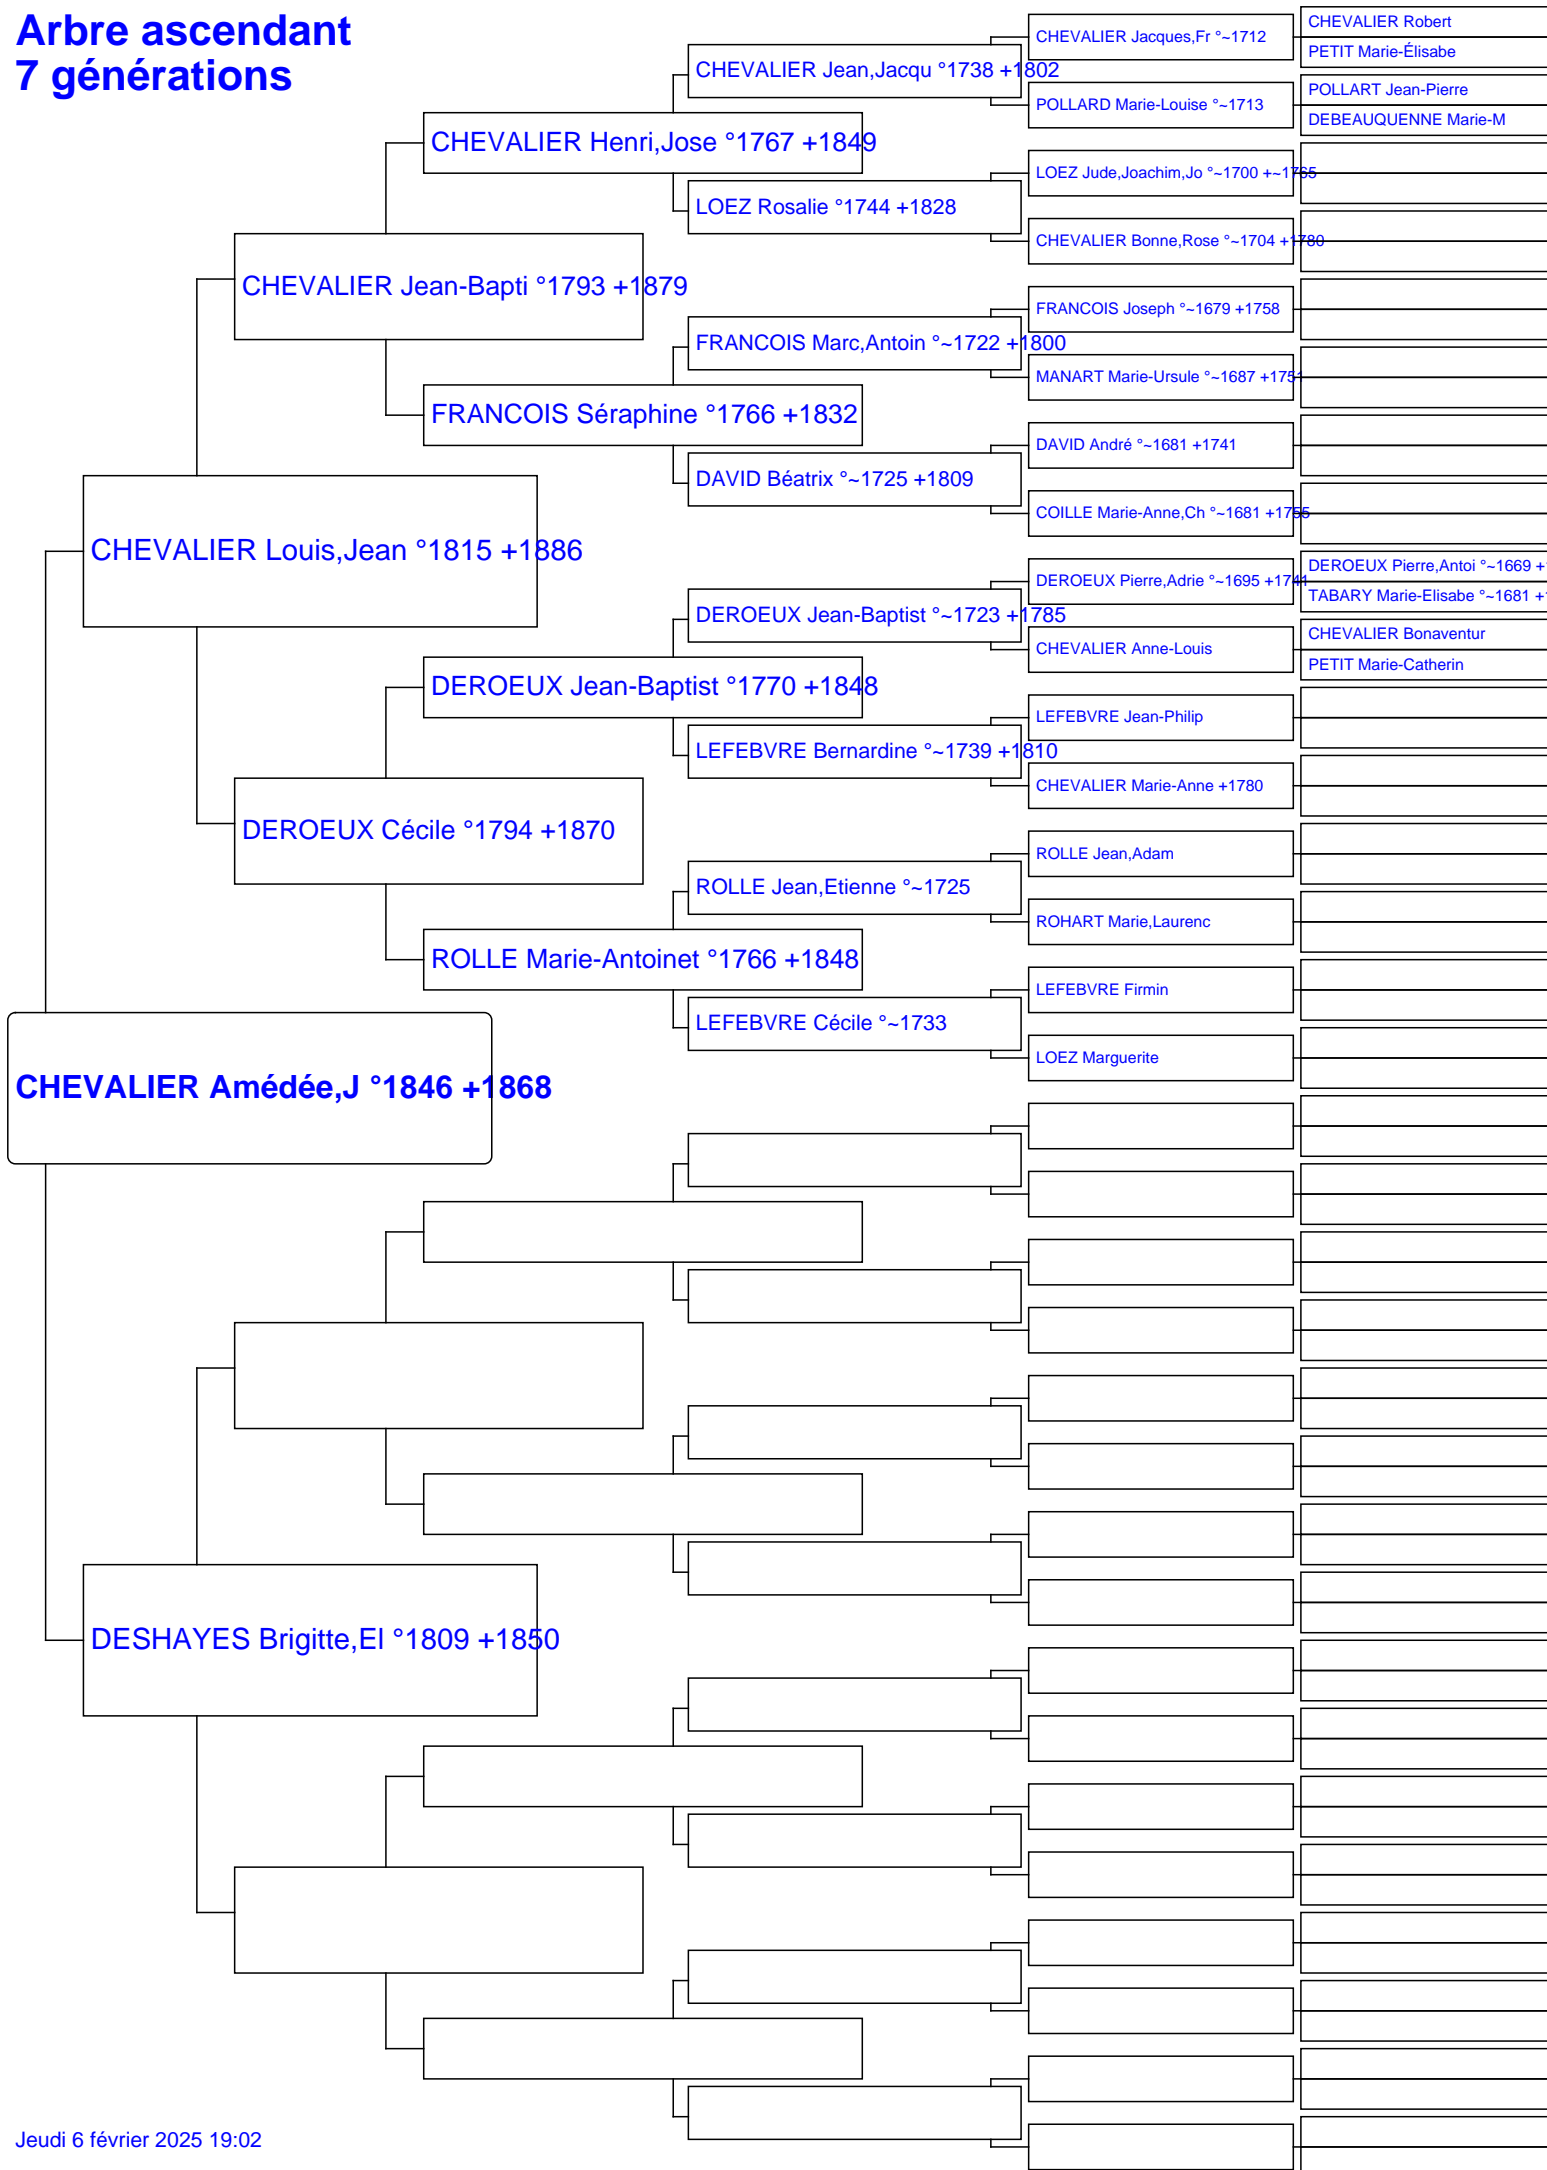 Arbre ascendant
7 générations
CHEVALIER Robert
CHEVALIER Jacques,Fr °~1712
PETIT Marie-Élisabe
CHEVALIER Jean,Jacqu °1738 +1802
POLLART Jean-Pierre
POLLARD Marie-Louise °~1713
DEBEAUQUENNE Marie-M
CHEVALIER Henri,Jose °1767 +1849
LOEZ Jude,Joachim,Jo °~1700 +~1765
LOEZ Rosalie °1744 +1828
CHEVALIER Bonne,Rose °~1704 +1780
CHEVALIER Jean-Bapti °1793 +1879
FRANCOIS Joseph °~1679 +1758
FRANCOIS Marc,Antoin °~1722 +1800
MANART Marie-Ursule °~1687 +1751
FRANCOIS Séraphine °1766 +1832
DAVID André °~1681 +1741
DAVID Béatrix °~1725 +1809
COILLE Marie-Anne,Ch °~1681 +1755
CHEVALIER Louis,Jean °1815 +1886
DEROEUX Pierre,Antoi °~1669 +
DEROEUX Pierre,Adrie °~1695 +1741
TABARY Marie-Elisabe °~1681 +
DEROEUX Jean-Baptist °~1723 +1785
CHEVALIER Bonaventur
CHEVALIER Anne-Louis
PETIT Marie-Catherin
DEROEUX Jean-Baptist °1770 +1848
LEFEBVRE Jean-Philip
LEFEBVRE Bernardine °~1739 +1810
CHEVALIER Marie-Anne +1780
DEROEUX Cécile °1794 +1870
ROLLE Jean,Adam
ROLLE Jean,Etienne °~1725
ROHART Marie,Laurenc
ROLLE Marie-Antoinet °1766 +1848
LEFEBVRE Firmin
LEFEBVRE Cécile °~1733
LOEZ Marguerite
CHEVALIER Amédée,J °1846 +1868
DESHAYES Brigitte,El °1809 +1850
Jeudi 6 février 2025 19:02